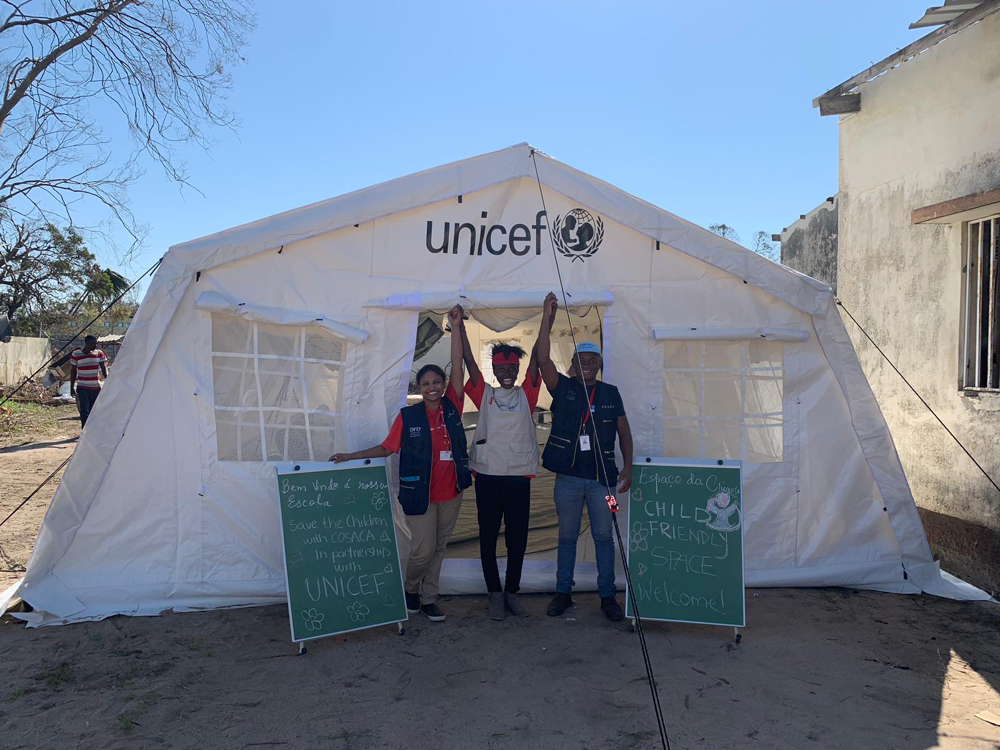 unicef
Bem Vindo á nossa
Escola
Save the Children
with COSACA
In partnership
with
UNICEF
Espaço da Criança
CHILD
FRIENDLY
SPACE
Welcome!
DFID
COSACA